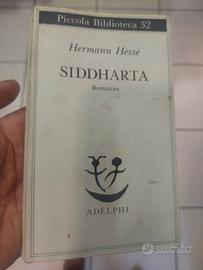 Piccola Biblioteca 32
Hermann Hesse
SIDDHARTA
Romanzo
ADELPHI
subito